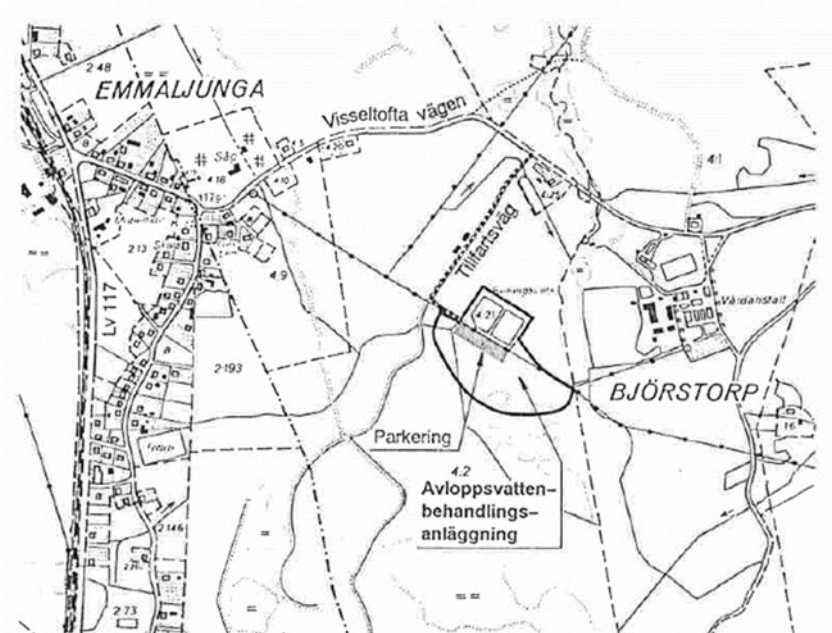 2·48
EMMALJUNGA
Visseltofta vägen
Såg
4·18
4·1
2·13
Tillfartsväg
4·9
4·21
Lv 117
Vårdanstalt
2·193
BJÖRSTORP
Parkering
16
4.2
Avloppsvatten-
behandlings-
anläggning
2·146
2·73